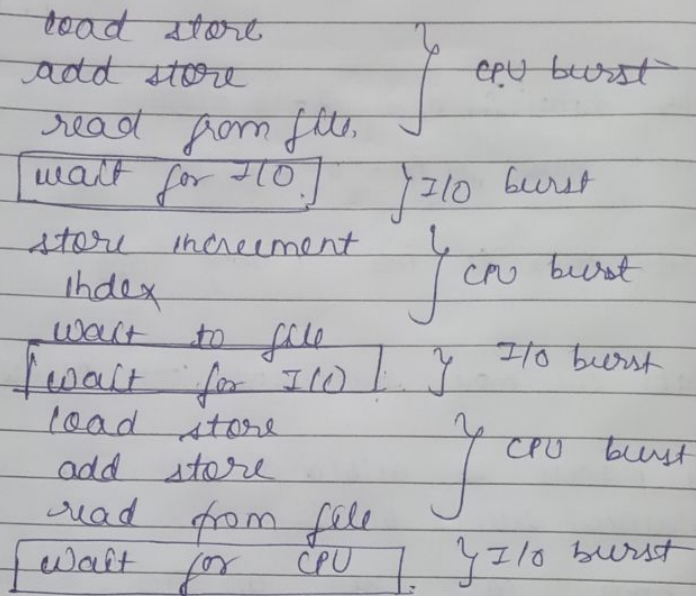 load store
add store
read from file.
CPU burst
wait for I/O.
I/O burst
store increement
index
CPU burst
wait to file
wait for I/O
I/O burst
load store
add store
read from file
CPU burst
wait for CPU
I/O burst